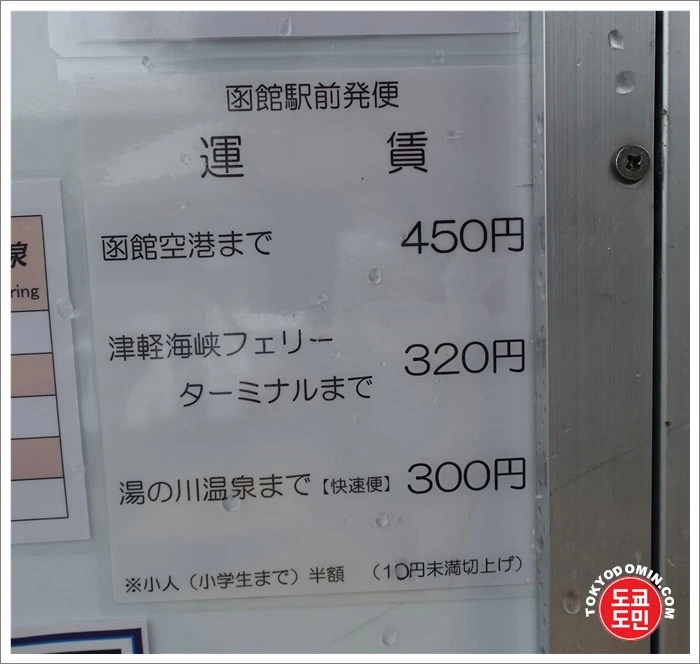 函館駅前発便
運 賃
函館空港まで 450円
津軽海峡フェリー
ターミナルまで 320円
湯の川温泉まで【快速便】 300円
※小人（小学生まで）半額 （10円未満切上げ）
泉
ring
TOKYODOMIN.COM
도쿄
도민